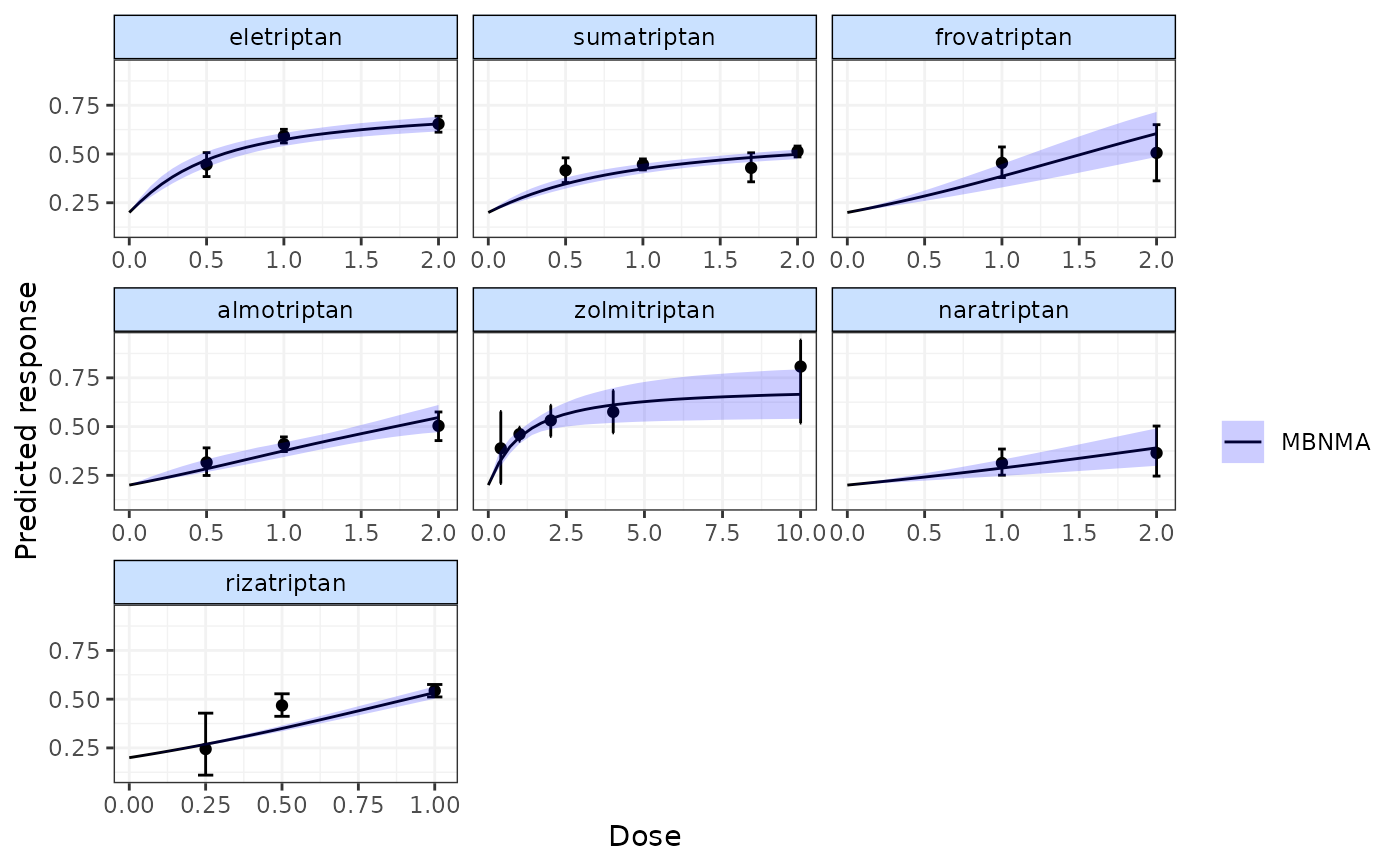 eletriptan sumatriptan frovatriptan
0.75
0.50
0.25
0.0 0.5 1.0 1.5 2.0 0.0 0.5 1.0 1.5 2.0 0.0 0.5 1.0 1.5 2.0
almotriptan zolmitriptan naratriptan
0.75
0.50
0.25
0.0 0.5 1.0 1.5 2.0 0.0 2.5 5.0 7.5 10.0 0.0 0.5 1.0 1.5 2.0
rizatriptan
0.75
0.50
0.25
0.00 0.25 0.50 0.75 1.00
Dose
Predicted response
MBNMA